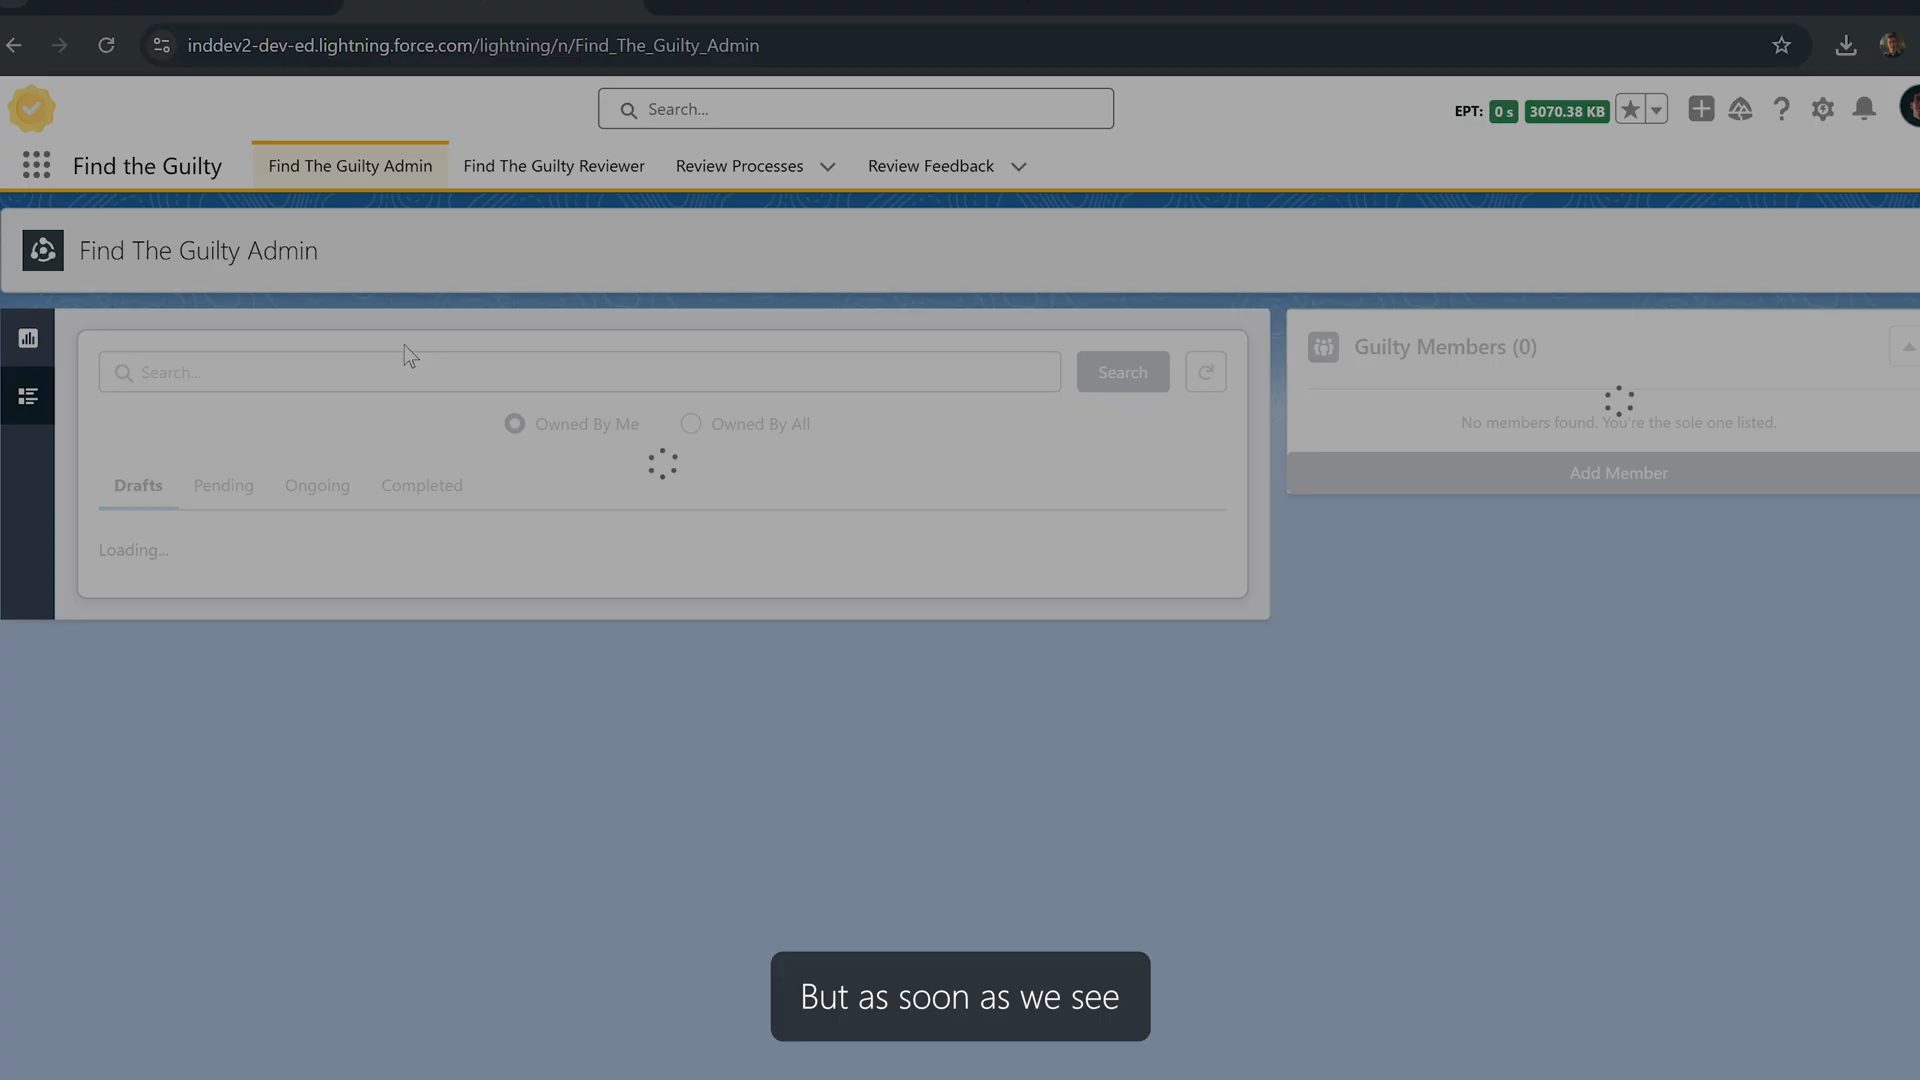 inddev2-dev-ed.lightning.force.com/lightning/n/Find_The_Guilty_Admin
Search...
EPT: 0 s 3070.38 KB
Find the Guilty
Find The Guilty Admin
Find The Guilty Reviewer
Review Processes
Review Feedback
Find The Guilty Admin
Search...
Search
Owned By Me
Owned By All
Drafts
Pending
Ongoing
Completed
Loading...
Guilty Members (0)
No members found. You're the sole one listed.
Add Member
But as soon as we see